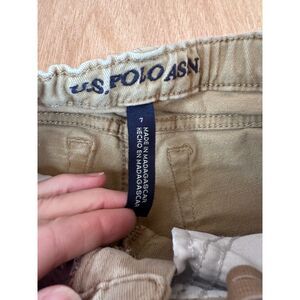 U.S. POLO ASSN
7
MADE IN MADAGASCAR
HECHO EN MADAGASCAR